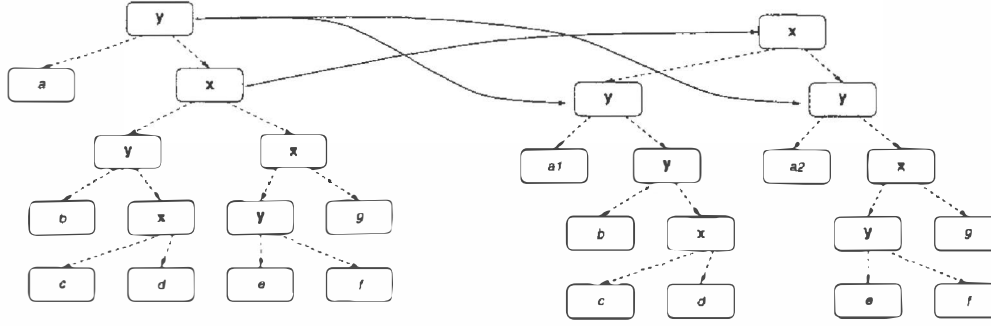 y x
a x y y
y x a1 y a2 x
b x y g b x y g
c d e f c d e f